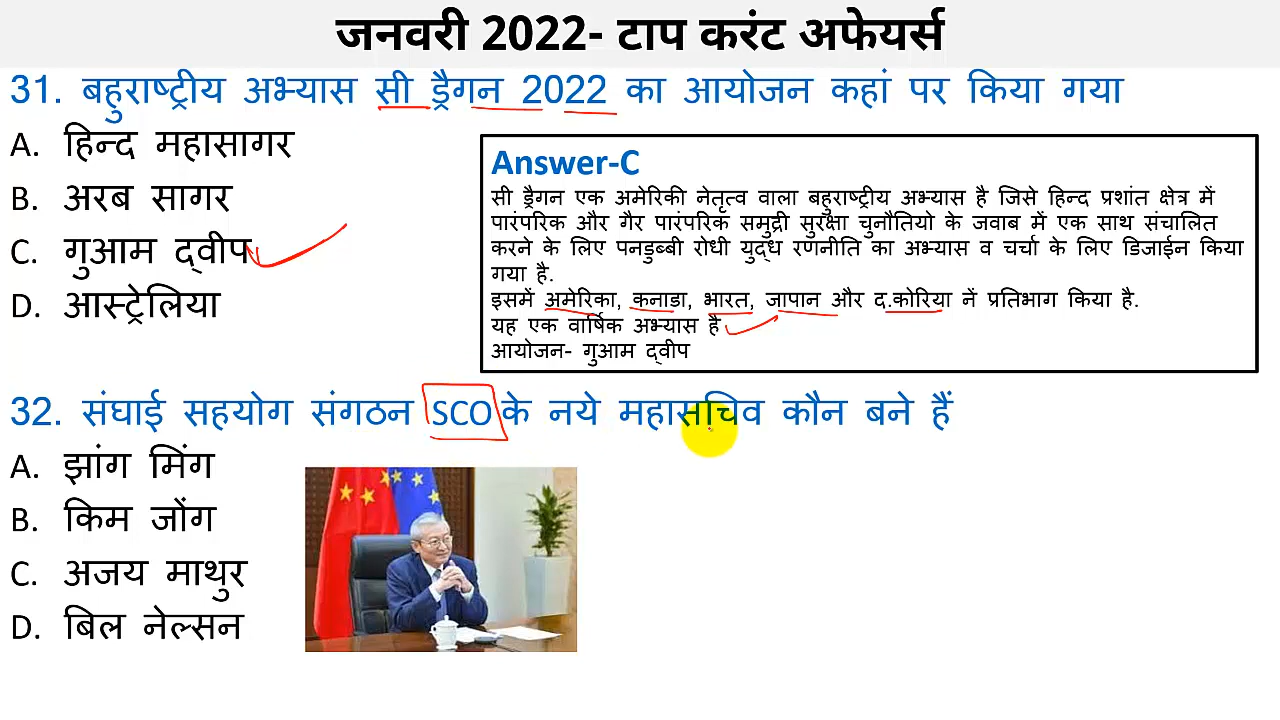 जनवरी 2022- टाप करंट अफेयर्स
31. बहुराष्ट्रीय अभ्यास सी ड्रैगन 2022 का आयोजन कहां पर किया गया
A. हिन्द महासागर
B. अरब सागर
C. गुआम द्वीप
D. आस्ट्रेलिया
Answer-C
सी ड्रैगन एक अमेरिकी नेतृत्व वाला बहुराष्ट्रीय अभ्यास है जिसे हिन्द प्रशांत क्षेत्र में
पारंपरिक और गैर पारंपरिक समुद्री सुरक्षा चुनौतियो के जवाब में एक साथ संचालित
करने के लिए पनडुब्बी रोधी युद्ध रणनीति का अभ्यास व चर्चा के लिए डिजाईन किया
गया है.
इसमें अमेरिका, कनाडा, भारत, जापान और द.कोरिया नें प्रतिभाग किया है.
यह एक वार्षिक अभ्यास है
आयोजन- गुआम द्वीप
32. संघाई सहयोग संगठन SCO के नये महासचिव कौन बने हैं
A. झांग मिंग
B. किम जोंग
C. अजय माथुर
D. बिल नेल्सन